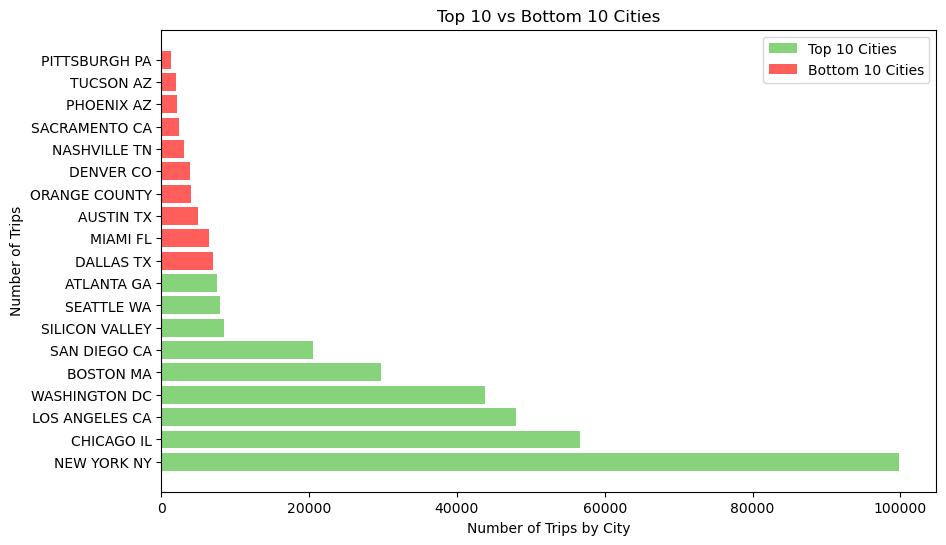 Top 10 vs Bottom 10 Cities
Top 10 Cities
Bottom 10 Cities
Number of Trips
PITTSBURGH PA
TUCSON AZ
PHOENIX AZ
SACRAMENTO CA
NASHVILLE TN
DENVER CO
ORANGE COUNTY
AUSTIN TX
MIAMI FL
DALLAS TX
ATLANTA GA
SEATTLE WA
SILICON VALLEY
SAN DIEGO CA
BOSTON MA
WASHINGTON DC
LOS ANGELES CA
CHICAGO IL
NEW YORK NY
0 20000 40000 60000 80000 100000
Number of Trips by City